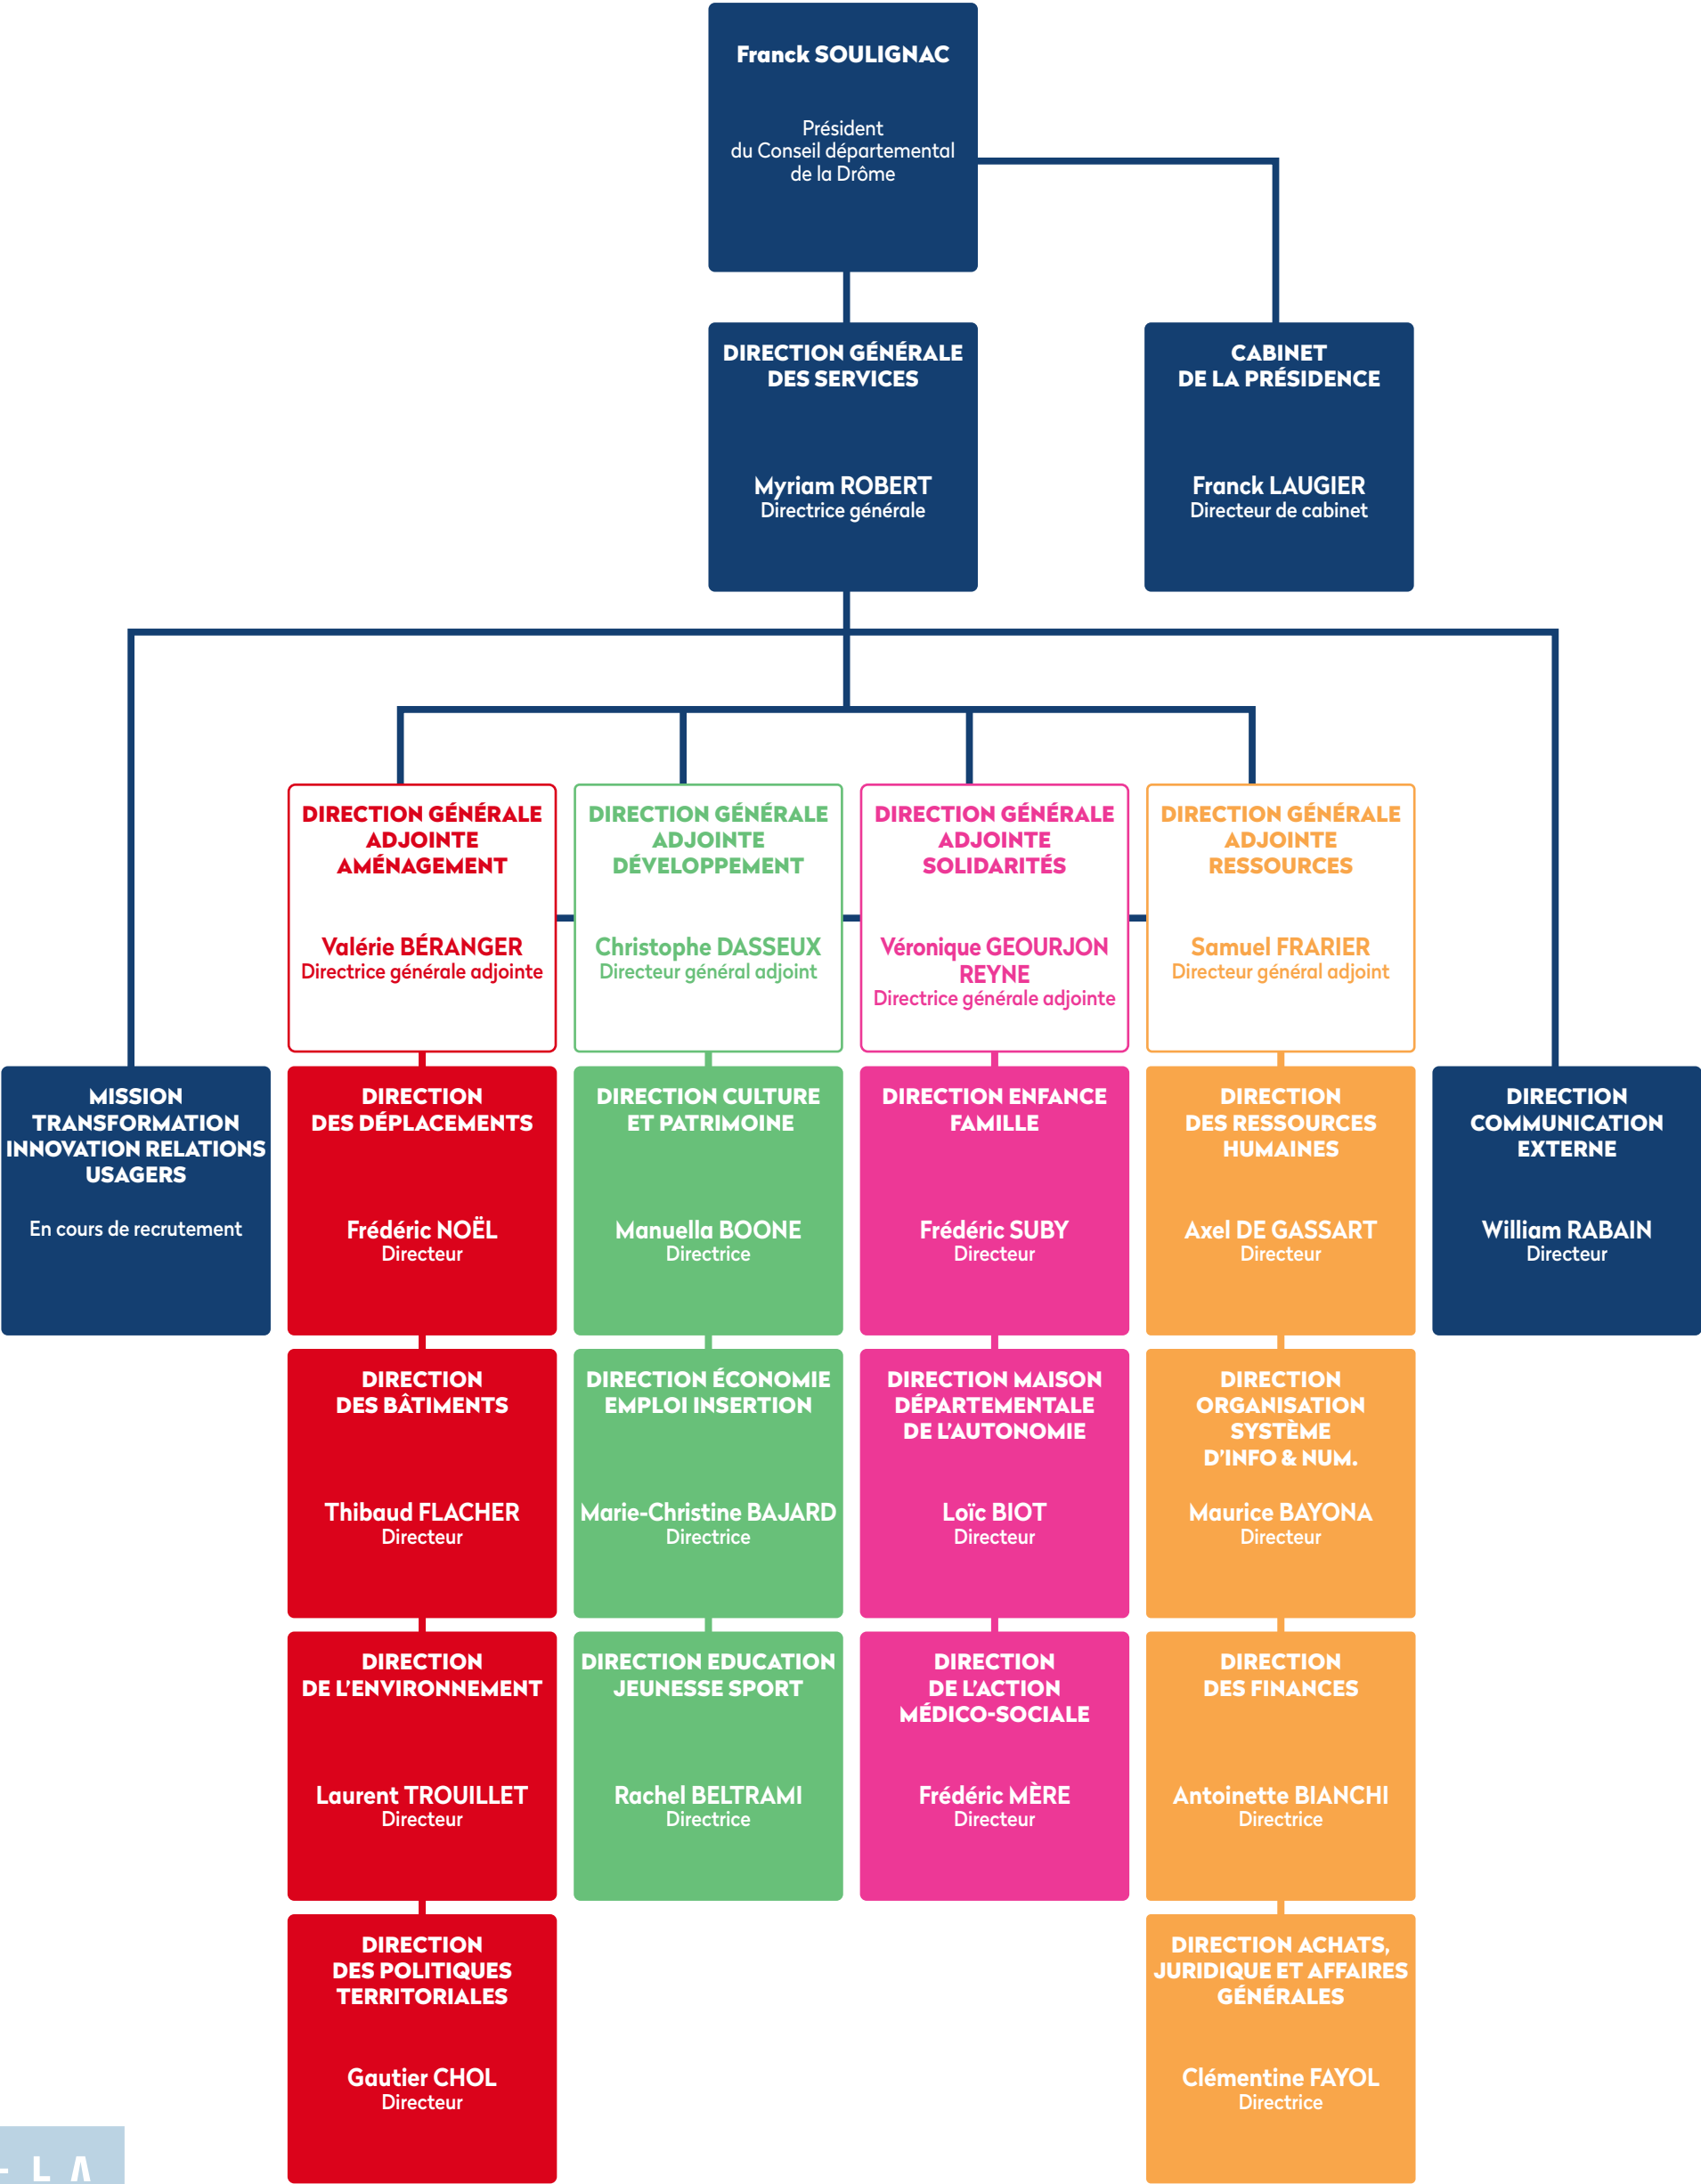 Franck SOULIGNAC
Président
du Conseil départemental
de la Drôme
DIRECTION GÉNÉRALE
DES SERVICES
Myriam ROBERT
Directrice générale
CABINET
DE LA PRÉSIDENCE
Franck LAUGIER
Directeur de cabinet
DIRECTION GÉNÉRALE
ADJOINTE
AMÉNAGEMENT
Valérie BÉRANGER
Directrice générale adjointe
DIRECTION GÉNÉRALE
ADJOINTE
DÉVELOPPEMENT
Christophe DASSEUX
Directeur général adjoint
DIRECTION GÉNÉRALE
ADJOINTE
SOLIDARITÉS
Véronique GEOURJON
REYNE
Directrice générale adjointe
DIRECTION GÉNÉRALE
ADJOINTE
RESSOURCES
Samuel FRARIER
Directeur général adjoint
MISSION
TRANSFORMATION
INNOVATION RELATIONS
USAGERS
En cours de recrutement
DIRECTION
DES DÉPLACEMENTS
Frédéric NOËL
Directeur
DIRECTION CULTURE
ET PATRIMOINE
Manuella BOONE
Directrice
DIRECTION ENFANCE
FAMILLE
Frédéric SUBY
Directeur
DIRECTION
DES RESSOURCES
HUMAINES
Axel DE GASSART
Directeur
DIRECTION
COMMUNICATION
EXTERNE
William RABAIN
Directeur
DIRECTION
DES BÂTIMENTS
Thibaud FLACHER
Directeur
DIRECTION ÉCONOMIE
EMPLOI INSERTION
Marie-Christine BAJARD
Directrice
DIRECTION MAISON
DÉPARTEMENTALE
DE L'AUTONOMIE
Loïc BIOT
Directeur
DIRECTION
ORGANISATION
SYSTÈME
D'INFO & NUM.
Maurice BAYONA
Directeur
DIRECTION
DE L'ENVIRONNEMENT
Laurent TROUILLET
Directeur
DIRECTION EDUCATION
JEUNESSE SPORT
Rachel BELTRAMI
Directrice
DIRECTION
DE L'ACTION
MÉDICO-SOCIALE
Frédéric MÈRE
Directeur
DIRECTION
DES FINANCES
Antoinette BIANCHI
Directrice
DIRECTION
DES POLITIQUES
TERRITORIALES
Gautier CHOL
Directeur
DIRECTION ACHATS,
JURIDIQUE ET AFFAIRES
GÉNÉRALES
Clémentine FAYOL
Directrice
LA